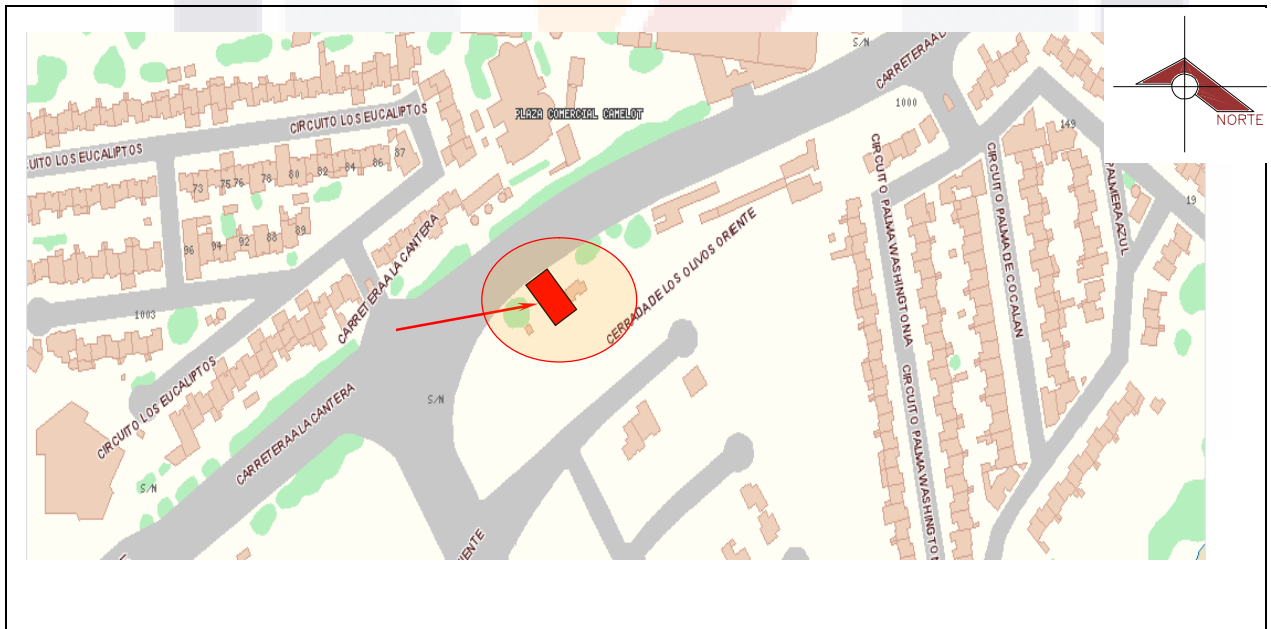 S/N
CARRETERA A L
NORTE
PLAZA COMERCIAL CAMELOT
1000
CIRCUITO LOS EUCALIPTOS
149
UITO LOS EUCALIPTOS
87
86
84
82
80
78
76
75
73
CIRCUITO PALMA WASHINGTONIA
CIRCUITO PALMA DE COCALAN
PALMERA AZUL
19
CARRETERA A LA CANTERA
CERRADA DE LOS OLIVOS ORIENTE
89
88
92
94
96
1003
CIRCUITO LOS EUCALIPTOS
CARRETERA A LA CANTERA
S/N
CIRCUITO PALMA WASHINGTON
S/N
IENTE